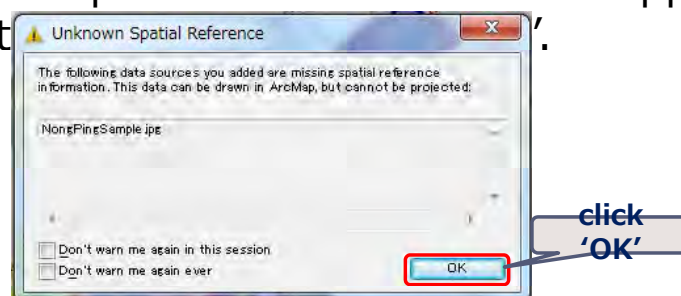 Unknown Spatial Reference
The following data sources you added are missing spatial reference
information. This data can be drawn in ArcMap, but cannot be projected:
NongPingSample.jpg
Don't warn me again in this session
Don't warn me again ever
OK
click
'OK'